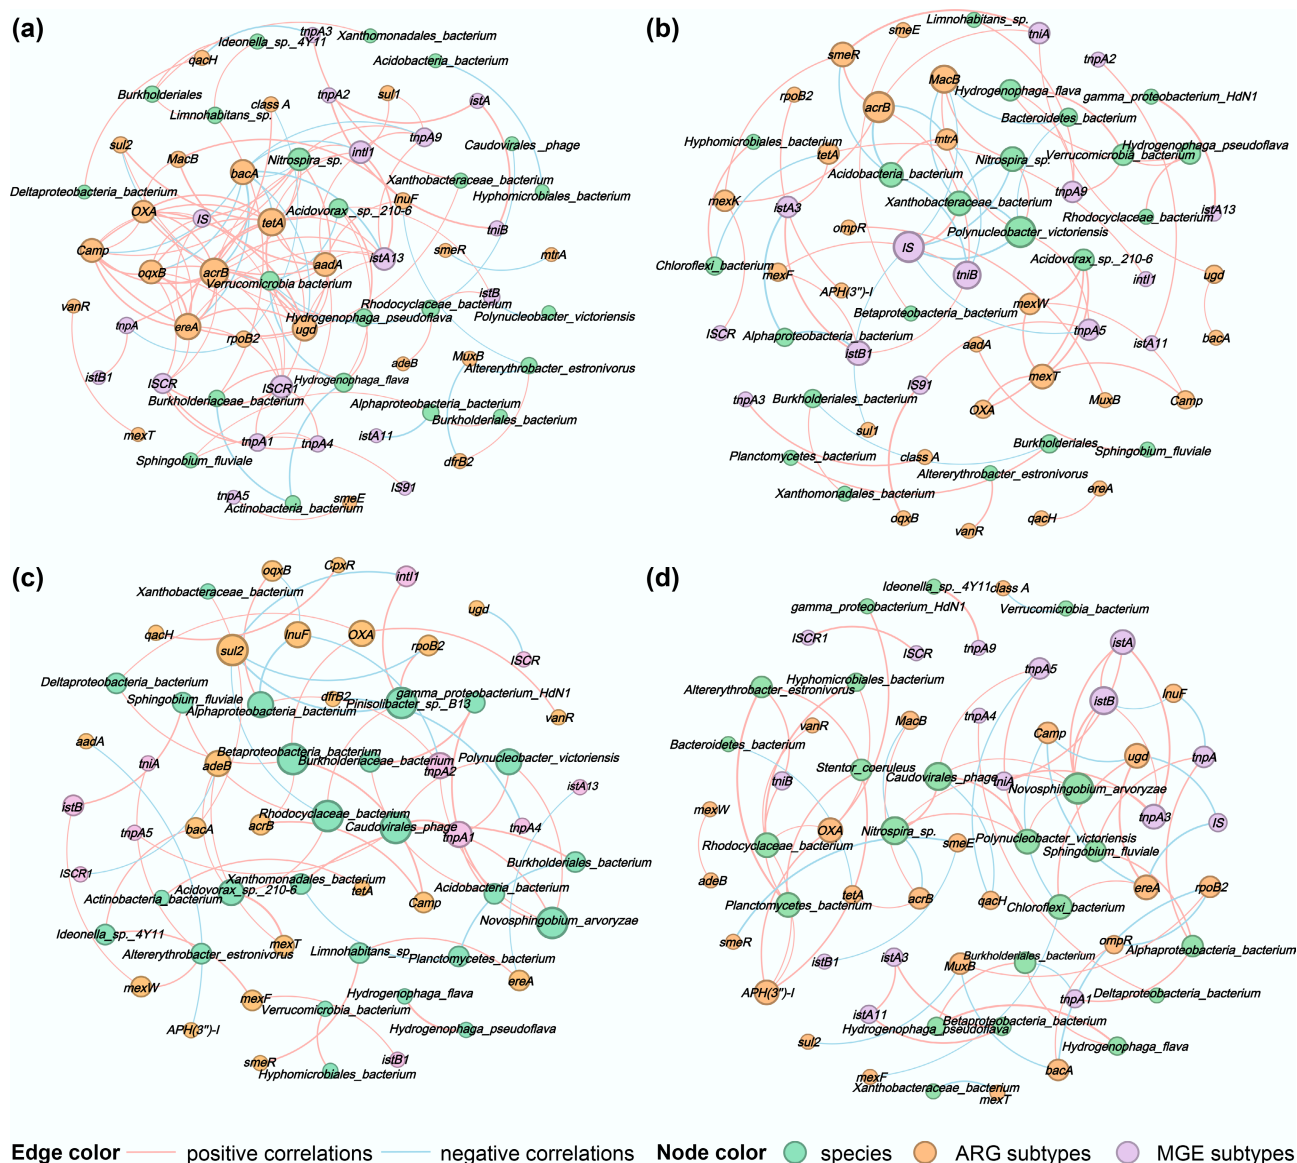 (a)
tnpA3
Xanthomonadales_bacterium
Ideonella_sp._4Y11
qacH
Acidobacteria_bacterium
Burkholderiales
class A
tnpA2
sul1
istA
Limnohabitans_sp.
sul2
tnpA9
MacB
intI1
Caudovirales _phage
Nitrospira_sp.
bacA
Xanthobacteraceae_bacterium
Deltaproteobacteria_bacterium
Hyphomicrobiales_bacterium
lnuF
OXA
IS
Acidovorax_sp._210-6
tetA
tniB
Camp
smeR
mtrA
oqxB
acrB
aadA
istA13
Verrucomicrobia bacterium
vanR
istB
Rhodocyclaceae_bacterium
tnpA
ereA
Hydrogenophaga_pseudoflava
Polynucleobacter_victoriensis
ugd
rpoB2
adeB
MuxB
Altererythrobacter_estronivorus
istB1
ISCR
ISCR1
Hydrogenophaga_flava
Burkholderiaceae_bacterium
Alphaproteobacteria_bacterium
Burkholderiales_bacterium
mexT
tnpA1
tnpA4
istA11
Sphingobium_fluviale
dfrB2
IS91
tnpA5
smeE
Actinobacteria_bacterium
(b)
Limnohabitans_sp.
smeE
tniA
smeR
tnpA2
MacB
Hydrogenophaga_flava
rpoB2
acrB
gamma_proteobacterium_HdN1
Bacteroidetes_bacterium
Hyphomicrobiales_bacterium
mtrA
Hydrogenophaga_pseudoflava
tetA
Nitrospira_sp.
Verrucomicrobia_bacterium
Acidobacteria_bacterium
tnpA9
mexK
Xanthobacteraceae_bacterium
istA3
Rhodocyclaceae_bacterium
istA13
ompR
Polynucleobacter_victoriensis
IS
Chloroflexi_bacterium
mexF
Acidovorax_sp._210-6
tniB
intI1
ugd
APH(3")-I
mexW
Betaproteobacteria_bacterium
ISCR
Alphaproteobacteria_bacterium
tnpA5
istB1
aadA
istA11
bacA
IS91
mexT
tnpA3
Burkholderiales_bacterium
OXA
MuxB
Camp
sul1
Burkholderiales
Planctomycetes_bacterium
class A
Sphingobium_fluviale
Altererythrobacter_estronivorus
Xanthomonadales_bacterium
ereA
oqxB
vanR
qacH
(c)
oqxB
CpxR
intI1
Xanthobacteraceae_bacterium
ugd
qacH
lnuF
OXA
sul2
rpoB2
ISCR
Deltaproteobacteria_bacterium
Sphingobium_fluviale
dfrB2
gamma_proteobacterium_HdN1
Alphaproteobacteria_bacterium
Pinisolibacter_sp._B13
vanR
aadA
Betaproteobacteria_bacterium
tniA
adeB
Burkholderiaceae_bacterium
Polynucleobacter_victoriensis
tnpA2
istA13
istB
Rhodocyclaceae_bacterium
tnpA5
bacA
acrB
Caudovirales_phage
tnpA1
tnpA4
ISCR1
Burkholderiales_bacterium
Xanthomonadales_bacterium
Actinobacteria_bacterium
Acidovorax_sp._210-6
tetA
Acidobacteria_bacterium
Camp
Novosphingobium_arvoryzae
Ideonella_sp._4Y11
mexT
Altererythrobacter_estronivorus
Limnohabitans_sp.
Planctomycetes_bacterium
mexW
ereA
mexF
Hydrogenophaga_flava
Verrucomicrobia_bacterium
APH(3")-I
Hydrogenophaga_pseudoflava
smeR
istB1
Hyphomicrobiales_bacterium
(d)
Ideonella_sp._4Y11
class A
gamma_proteobacterium_HdN1
Verrucomicrobia_bacterium
ISCR1
ISCR
tnpA9
istA
tnpA5
Hyphomicrobiales_bacterium
Altererythrobacter_estronivorus
lnuF
istB
vanR
MacB
tnpA4
Camp
Bacteroidetes_bacterium
ugd
tnpA
Stentor_coeruleus
tniB
Caudovirales_phage
tniA
Novosphingobium_arvoryzae
mexW
OXA
Nitrospira_sp.
tnpA3
IS
Rhodocyclaceae_bacterium
smeE
Polynucleobacter_victoriensis
Sphingobium_fluviale
adeB
tetA
acrB
qacH
ereA
rpoB2
Planctomycetes_bacterium
Chloroflexi_bacterium
smeR
ompR
istB1
istA3
Burkholderiales_bacterium
Alphaproteobacteria_bacterium
MuxB
APH(3")-I
tnpA1
Deltaproteobacteria_bacterium
istA11
Betaproteobacteria_bacterium
Hydrogenophaga_pseudoflava
sul2
Hydrogenophaga_flava
mexF
bacA
Xanthobacteraceae_bacterium
mexT
Edge color
positive correlations
negative correlations
Node color
species
ARG subtypes
MGE subtypes